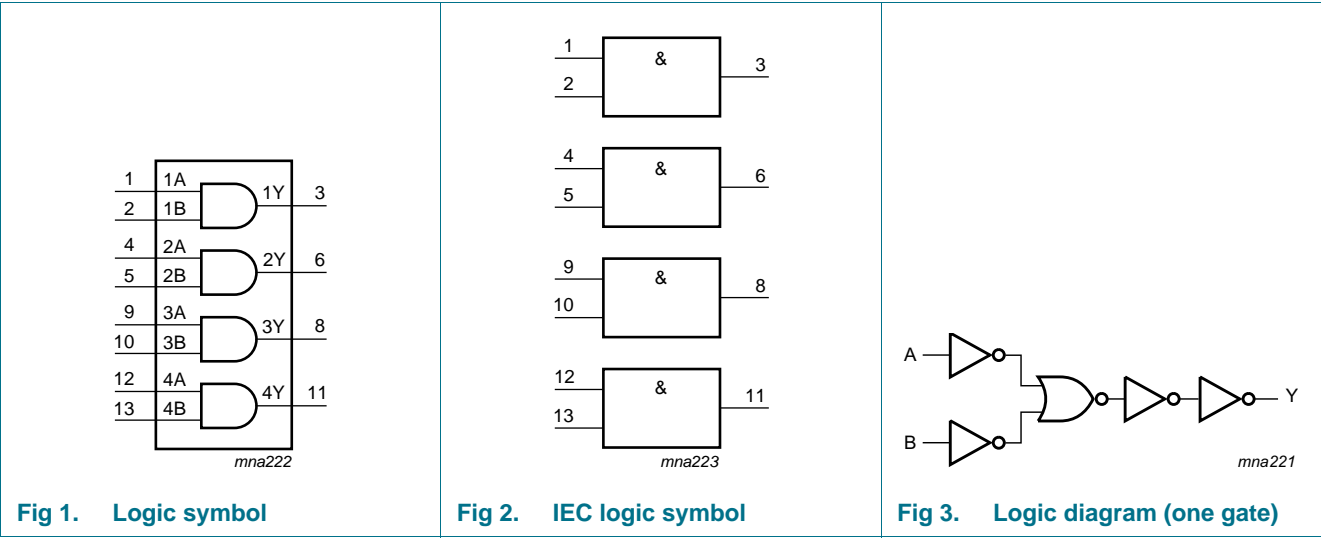 1 1A 1Y 3
2 1B
4 2A 2Y 6
5 2B
9 3A 3Y 8
10 3B
12 4A 4Y 11
13 4B
mna222
Fig 1. Logic symbol
1 & 3
2
4 & 6
5
9 & 8
10
12 & 11
13
mna223
Fig 2. IEC logic symbol
A
Y
B
mna221
Fig 3. Logic diagram (one gate)